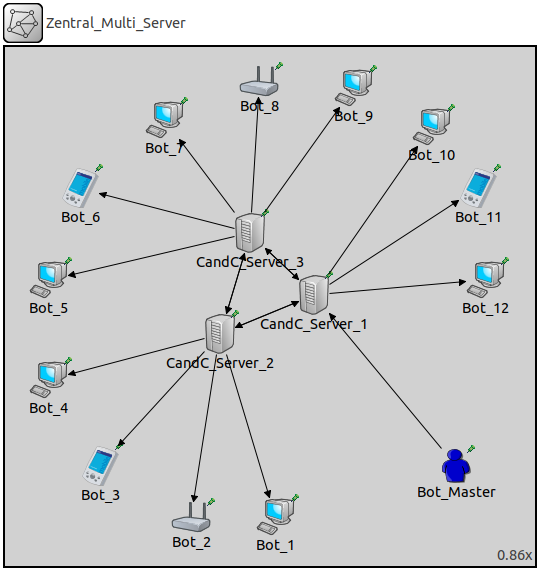 Zentral_Multi_Server
Bot_8
Bot_9
Bot_7
Bot_10
Bot_6
Bot_11
CandC_Server_3
Bot_5
Bot_12
CandC_Server_1
CandC_Server_2
Bot_4
Bot_3
Bot_Master
Bot_2
Bot_1
0.86x